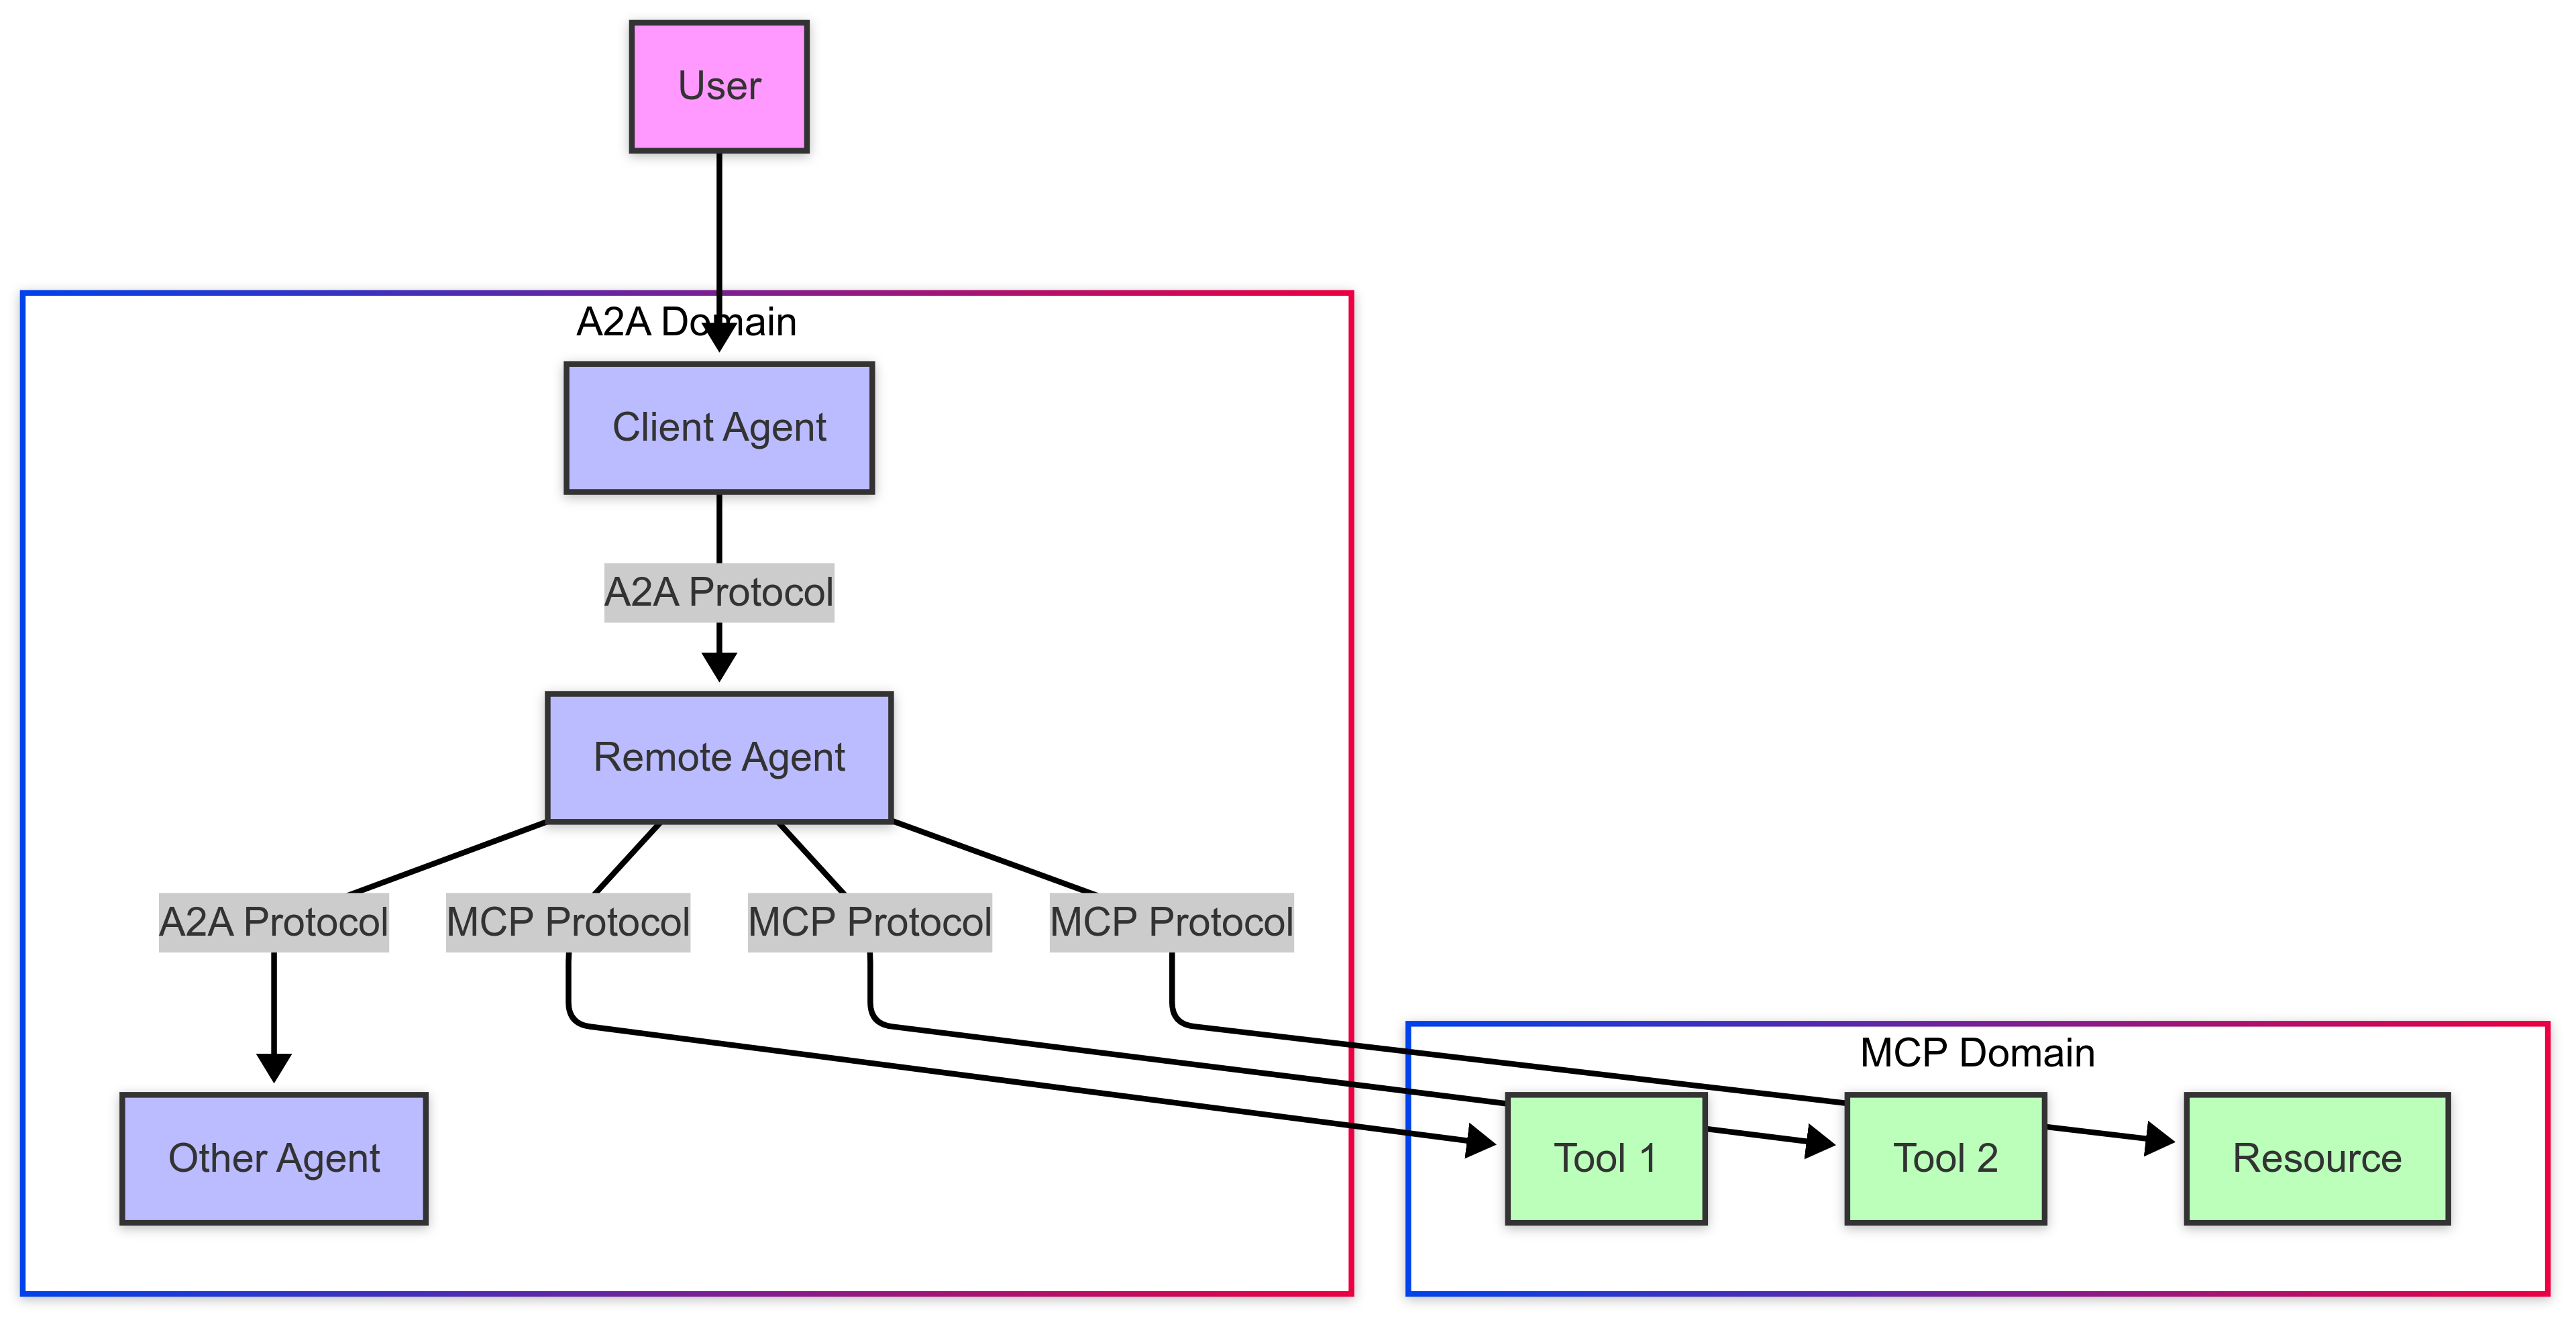 User
A2A Domain
Client Agent
A2A Protocol
Remote Agent
A2A Protocol
MCP Protocol
MCP Protocol
MCP Protocol
MCP Domain
Other Agent
Tool 1
Tool 2
Resource